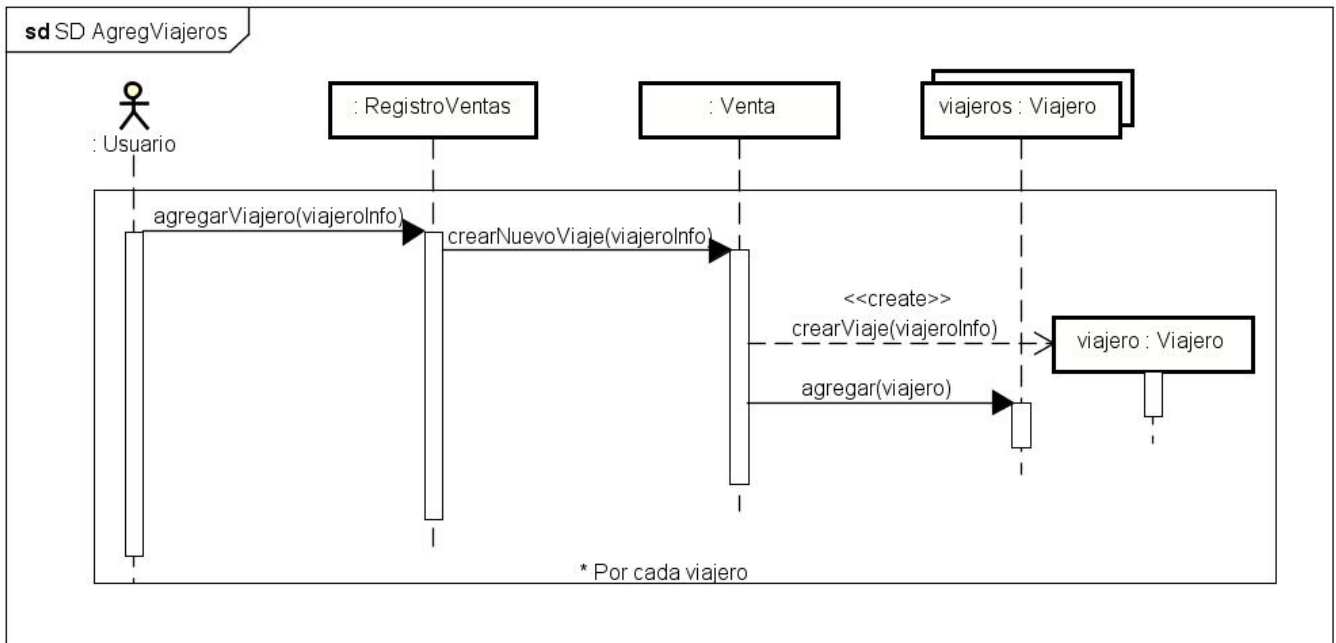 sd SD AgregViajeros
: Usuario
: RegistroVentas
: Venta
viajeros : Viajero
agregarViajero(viajeroInfo)
crearNuevoViaje(viajeroInfo)
<<create>>
crearViaje(viajeroInfo)
viajero : Viajero
agregar(viajero)
* Por cada viajero